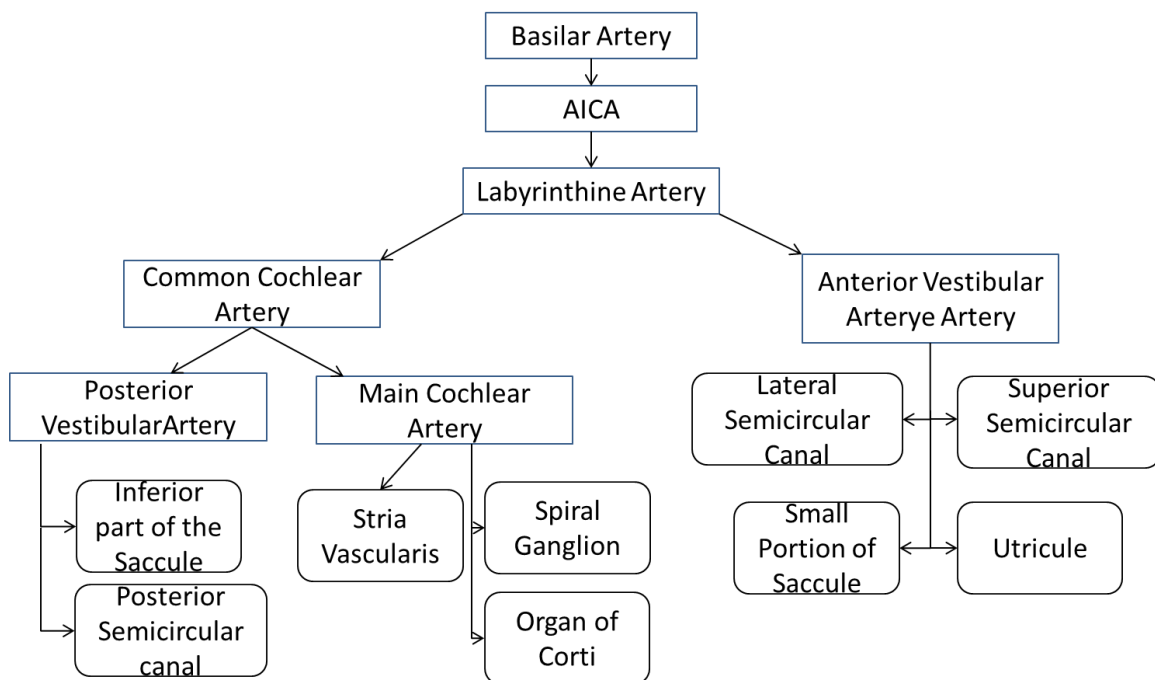 Basilar Artery
AICA
Labyrinthine Artery
Common Cochlear
Artery
Anterior Vestibular
Arterye Artery
Posterior
VestibularArtery
Main Cochlear
Artery
Lateral
Semicircular
Canal
Superior
Semicircular
Canal
Inferior
part of the
Saccule
Stria
Vascularis
Spiral
Ganglion
Small
Portion of
Saccule
Utricule
Posterior
Semicircular
canal
Organ of
Corti